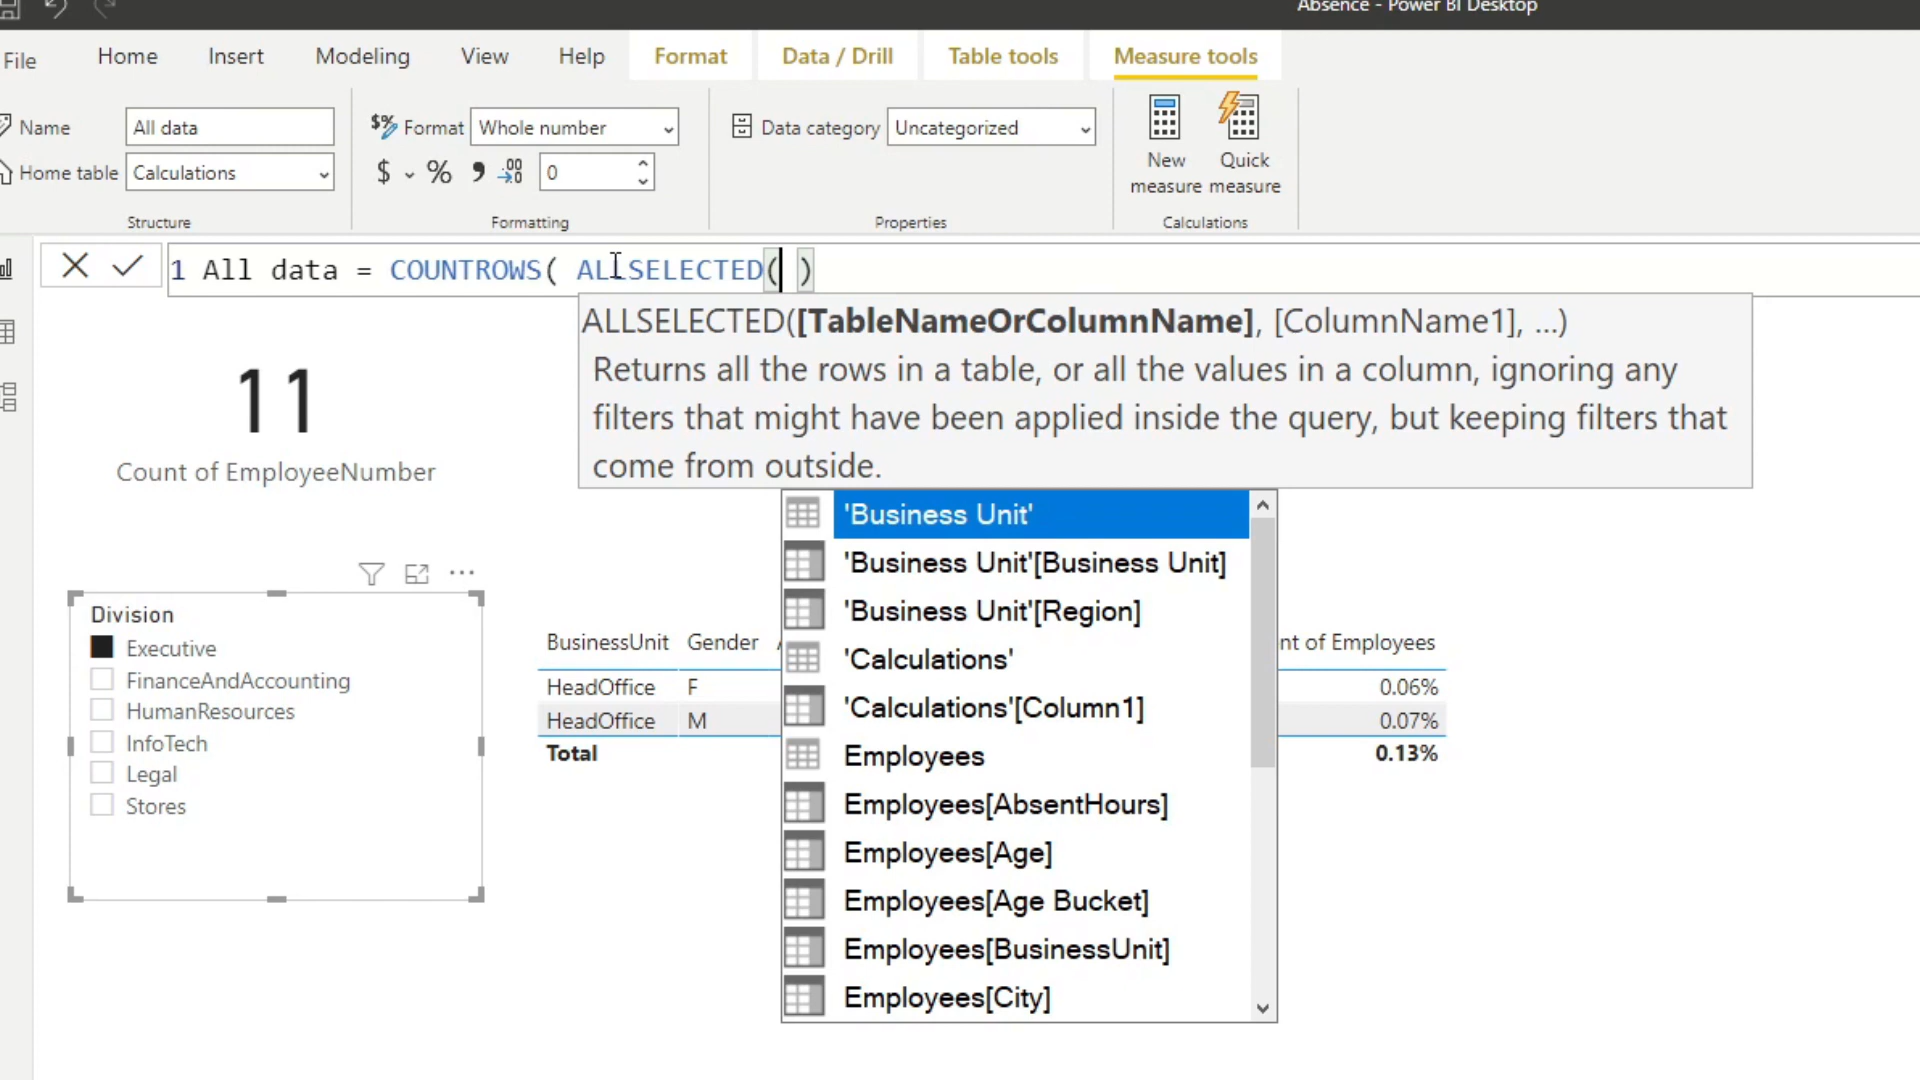 Absence - Power BI Desktop
File Home Insert Modeling View Help Format Data / Drill Table tools Measure tools
Name All data
$% Format Whole number
Data category Uncategorized
Home table Calculations
$ % , .00 0
New measure
Quick measure
Structure Formatting Properties Calculations
1 All data = COUNTROWS( ALLSELECTED( )
ALLSELECTED([TableNameOrColumnName], [ColumnName1], ...)
Returns all the rows in a table, or all the values in a column, ignoring any
filters that might have been applied inside the query, but keeping filters that
come from outside.
11
Count of EmployeeNumber
'Business Unit'
'Business Unit'[Business Unit]
'Business Unit'[Region]
'Calculations'
'Calculations'[Column1]
Employees
Employees[AbsentHours]
Employees[Age]
Employees[Age Bucket]
Employees[BusinessUnit]
Employees[City]
Division
Executive
FinanceAndAccounting
HumanResources
InfoTech
Legal
Stores
BusinessUnit Gender nt of Employees
HeadOffice F 0.06%
HeadOffice M 0.07%
Total 0.13%